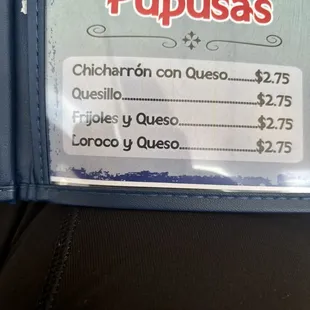 Pupusas
Chicharrón con Queso..........$2.75
Quesillo..............................$2.75
Frijoles y Queso....................$2.75
Loroco y Queso....................$2.75